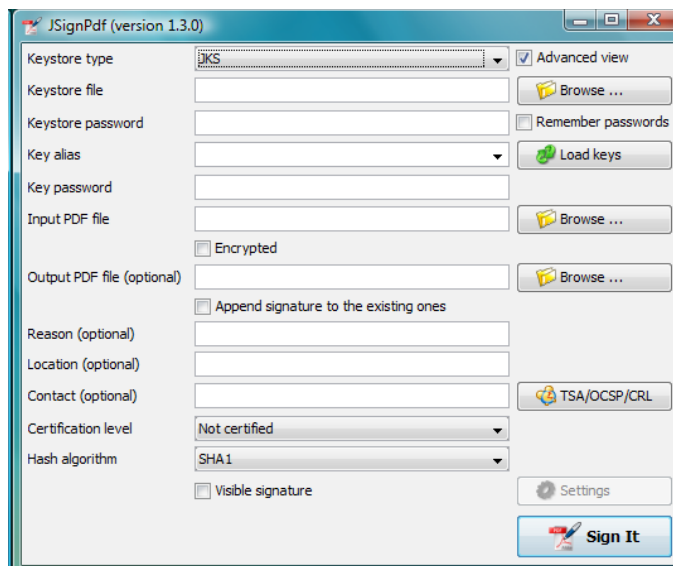 JSignPdf (version 1.3.0)
Keystore type JKS Advanced view
Keystore file Browse ...
Keystore password Remember passwords
Key alias Load keys
Key password
Input PDF file Browse ...
Encrypted
Output PDF file (optional) Browse ...
Append signature to the existing ones
Reason (optional)
Location (optional)
Contact (optional) TSA/OCSP/CRL
Certification level Not certified
Hash algorithm SHA1
Visible signature Settings
Sign It